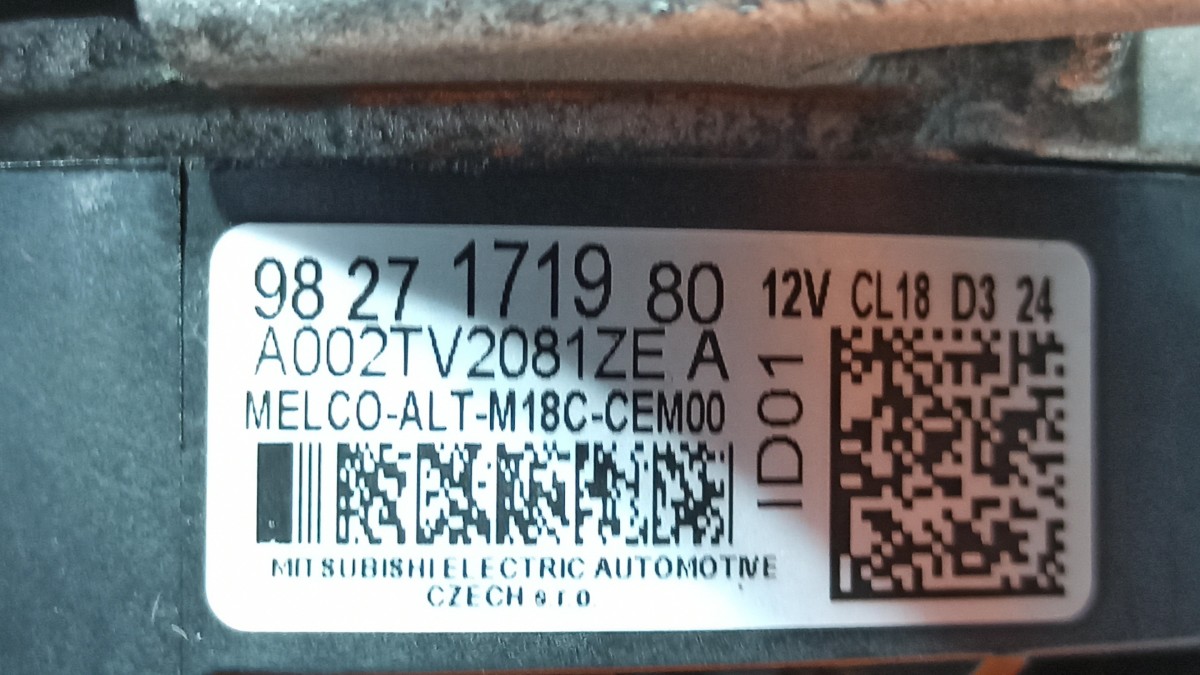 98 27 1719 80 12V CL18 D3 24
A002TV2081ZE A
MELCO-ALT-M18C-CEM00
ID01
MITSUBISHI ELECTRIC AUTOMOTIVE
CZECH s.r.o.